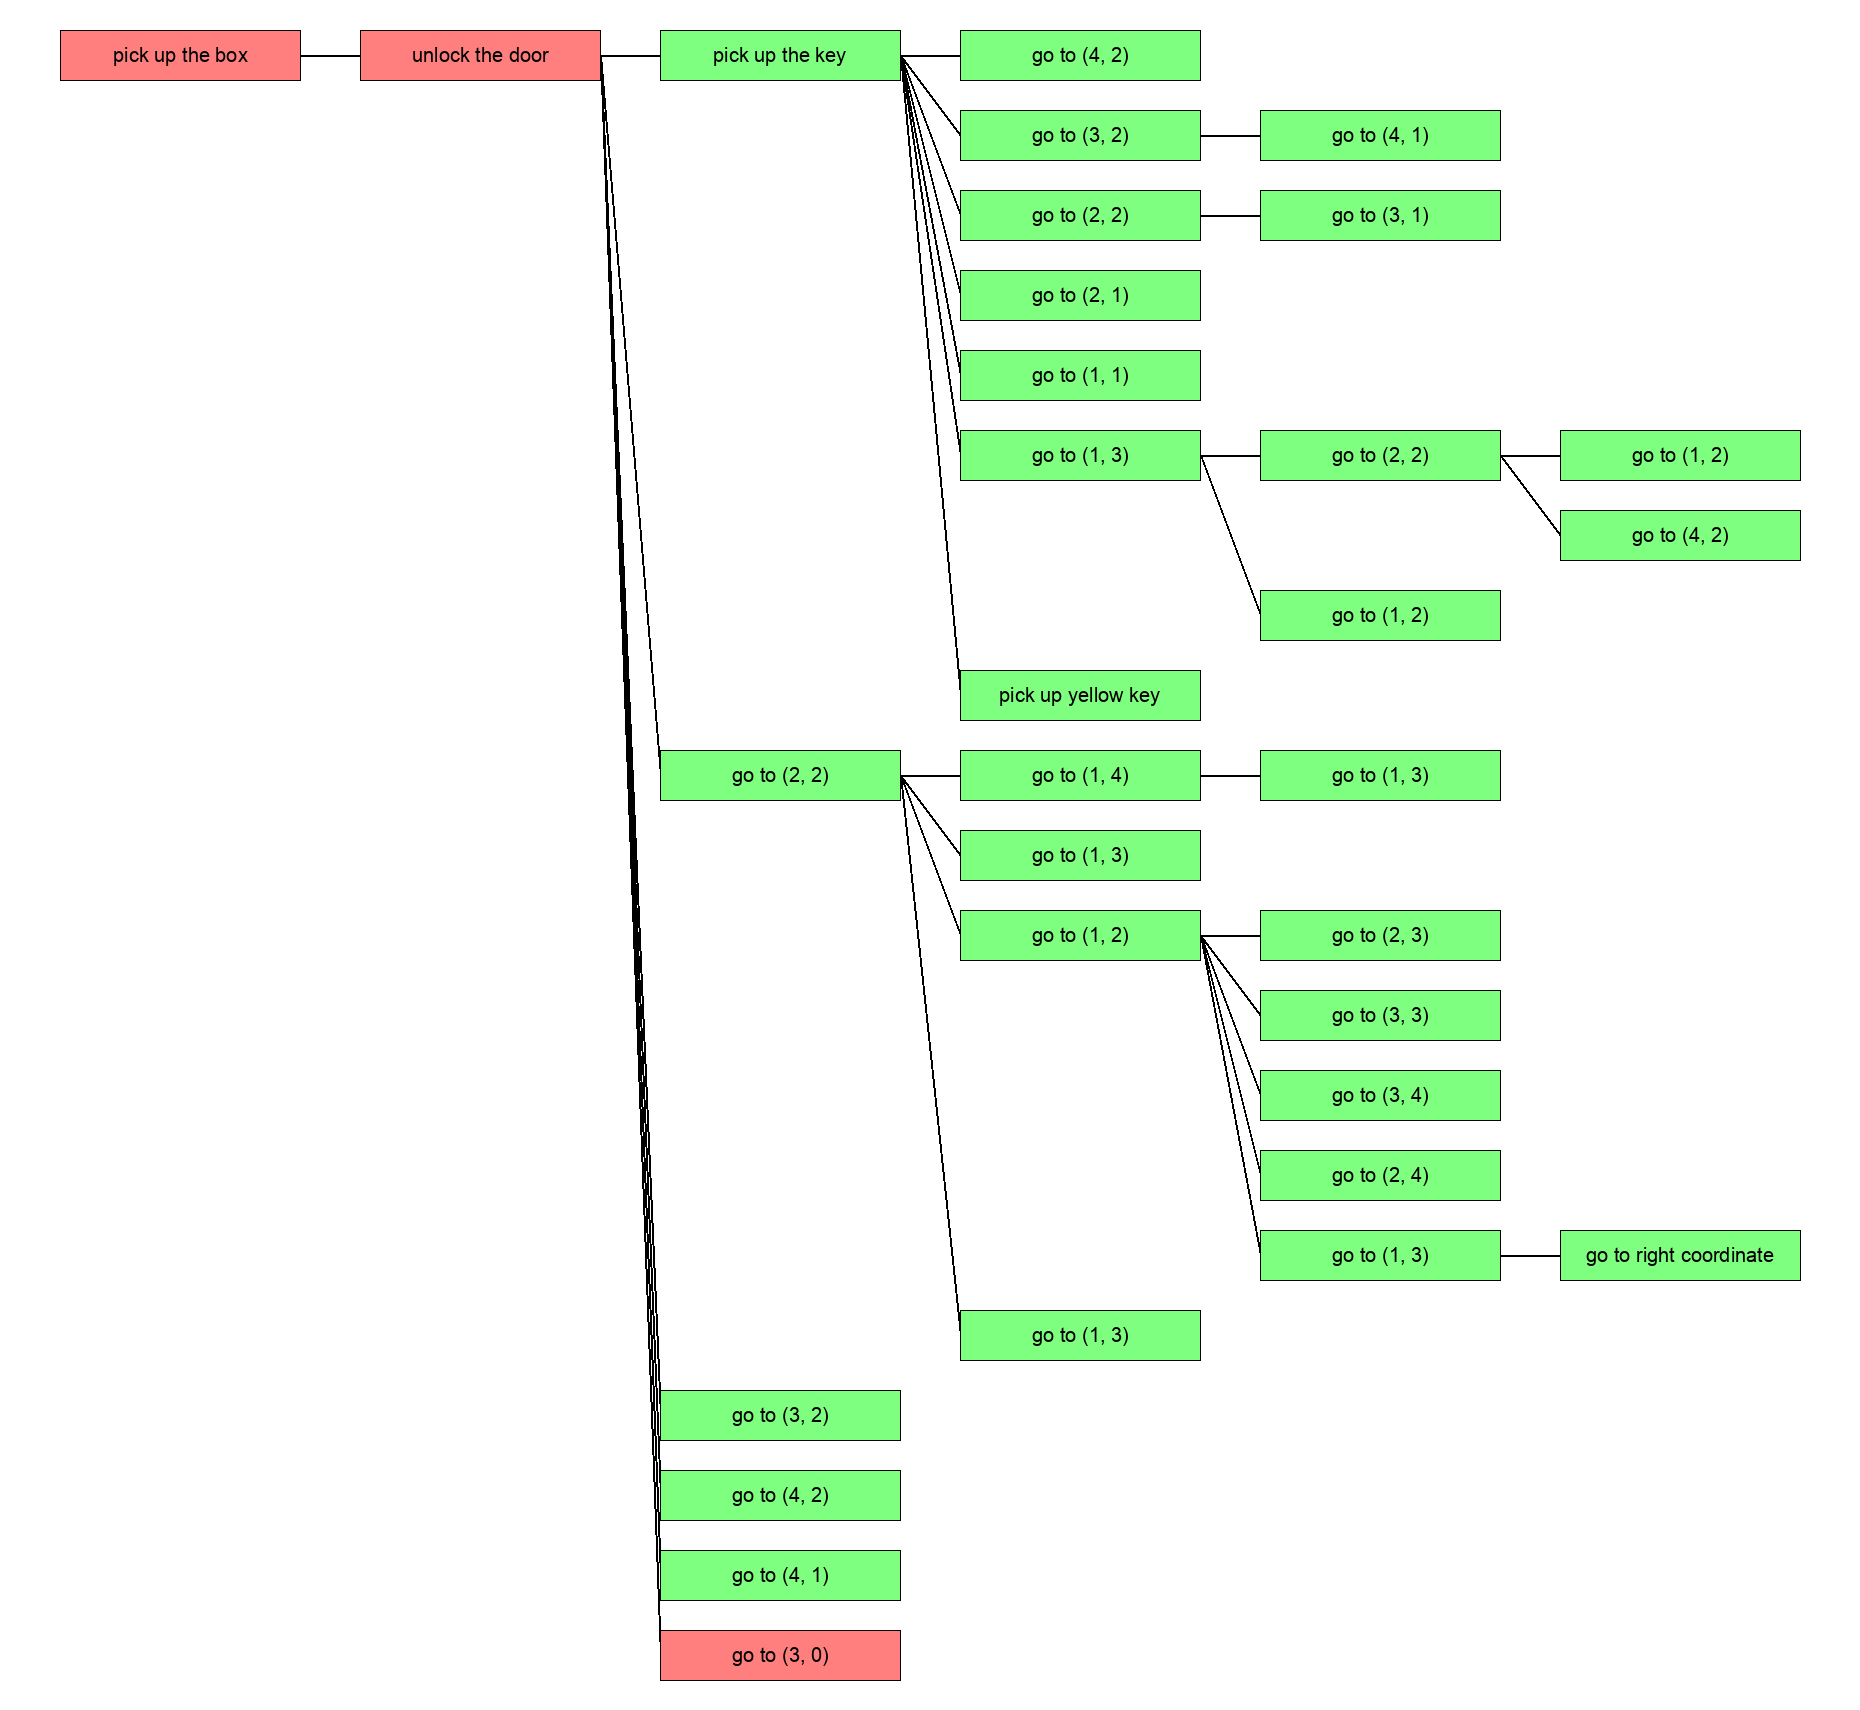 pick up the box
unlock the door
pick up the key
go to (4, 2)
go to (3, 2)
go to (4, 1)
go to (2, 2)
go to (3, 1)
go to (2, 1)
go to (1, 1)
go to (1, 3)
go to (2, 2)
go to (1, 2)
go to (4, 2)
go to (1, 2)
pick up yellow key
go to (2, 2)
go to (1, 4)
go to (1, 3)
go to (1, 3)
go to (1, 2)
go to (2, 3)
go to (3, 3)
go to (3, 4)
go to (2, 4)
go to (1, 3)
go to right coordinate
go to (1, 3)
go to (3, 2)
go to (4, 2)
go to (4, 1)
go to (3, 0)